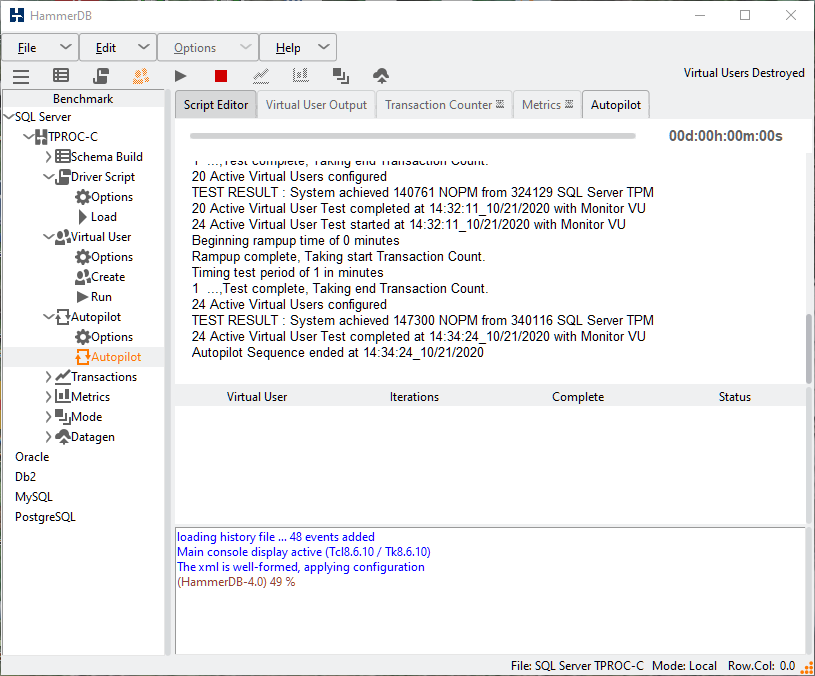 HammerDB
File Edit Options Help
Virtual Users Destroyed
Benchmark
Script Editor Virtual User Output Transaction Counter Metrics Autopilot
00d:00h:00m:00s
SQL Server
TPROC-C
Schema Build
Driver Script
Options
Load
Virtual User
Options
Create
Run
Autopilot
Options
Autopilot
Transactions
Metrics
Mode
Datagen
Oracle
Db2
MySQL
PostgreSQL
1 ...,Test complete, Taking end Transaction Count.
20 Active Virtual Users configured
TEST RESULT : System achieved 140761 NOPM from 324129 SQL Server TPM
20 Active Virtual User Test completed at 14:32:11_10/21/2020 with Monitor VU
24 Active Virtual User Test started at 14:32:11_10/21/2020 with Monitor VU
Beginning rampup time of 0 minutes
Rampup complete, Taking start Transaction Count.
Timing test period of 1 in minutes
1 ...,Test complete, Taking end Transaction Count.
24 Active Virtual Users configured
TEST RESULT : System achieved 147300 NOPM from 340116 SQL Server TPM
24 Active Virtual User Test completed at 14:34:24_10/21/2020 with Monitor VU
Autopilot Sequence ended at 14:34:24_10/21/2020
Virtual User Iterations Complete Status
loading history file ... 48 events added
Main console display active (Tcl8.6.10 / Tk8.6.10)
The xml is well-formed, applying configuration
(HammerDB-4.0) 49 %
File: SQL Server TPROC-C Mode: Local Row.Col: 0.0